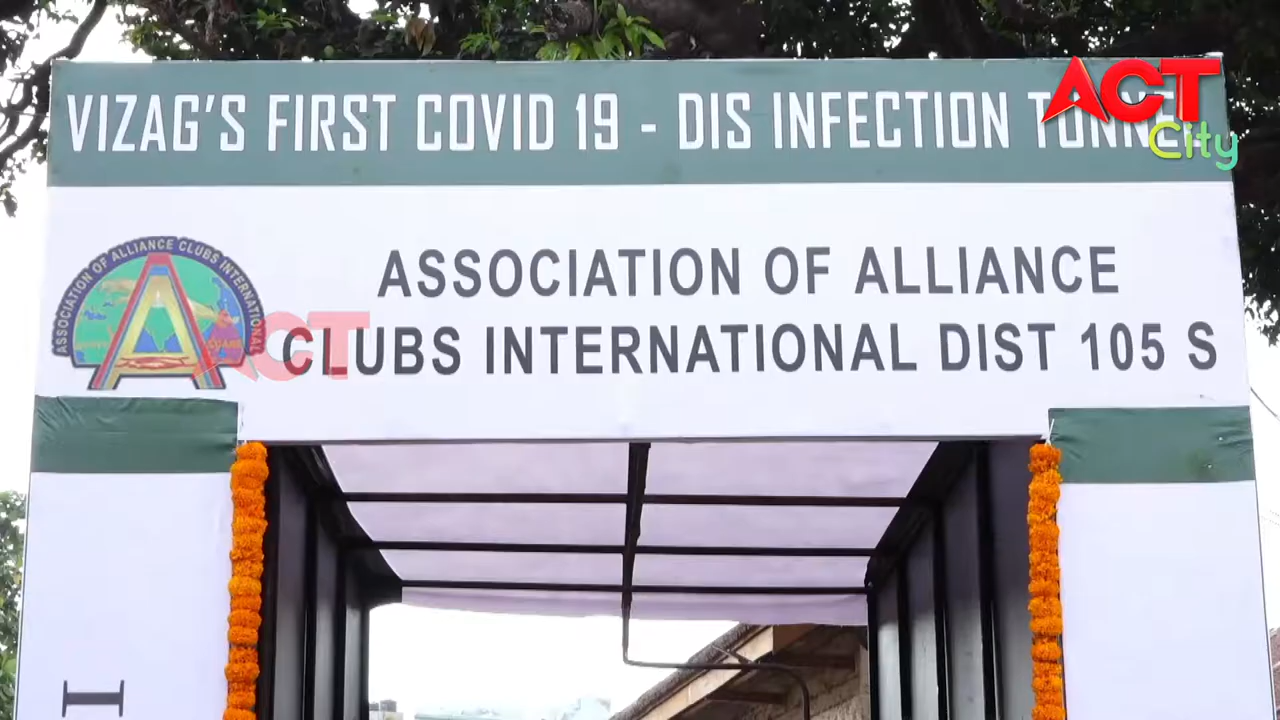 VIZAG'S FIRST COVID 19 - DIS INFECTION TUNNEL
ACT
City
ASSOCIATION OF ALLIANCE CLUBS INTERNATIONAL
ASSOCIATION OF ALLIANCE
CLUBS INTERNATIONAL DIST 105 S
ACT
I